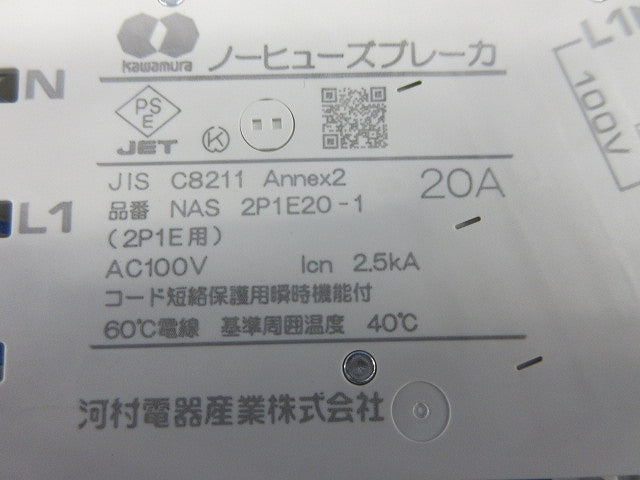 kawamura ノーヒューズブレーカ
N
PS
E
JET K
JIS C8211 Annex2 20A
L1
品番 NAS 2P1E20-1
(2P1E用)
AC100V Icn 2.5kA
コード短絡保護用瞬時機能付
60℃電線 基準周囲温度 40℃
河村電器産業株式会社
L1
100V